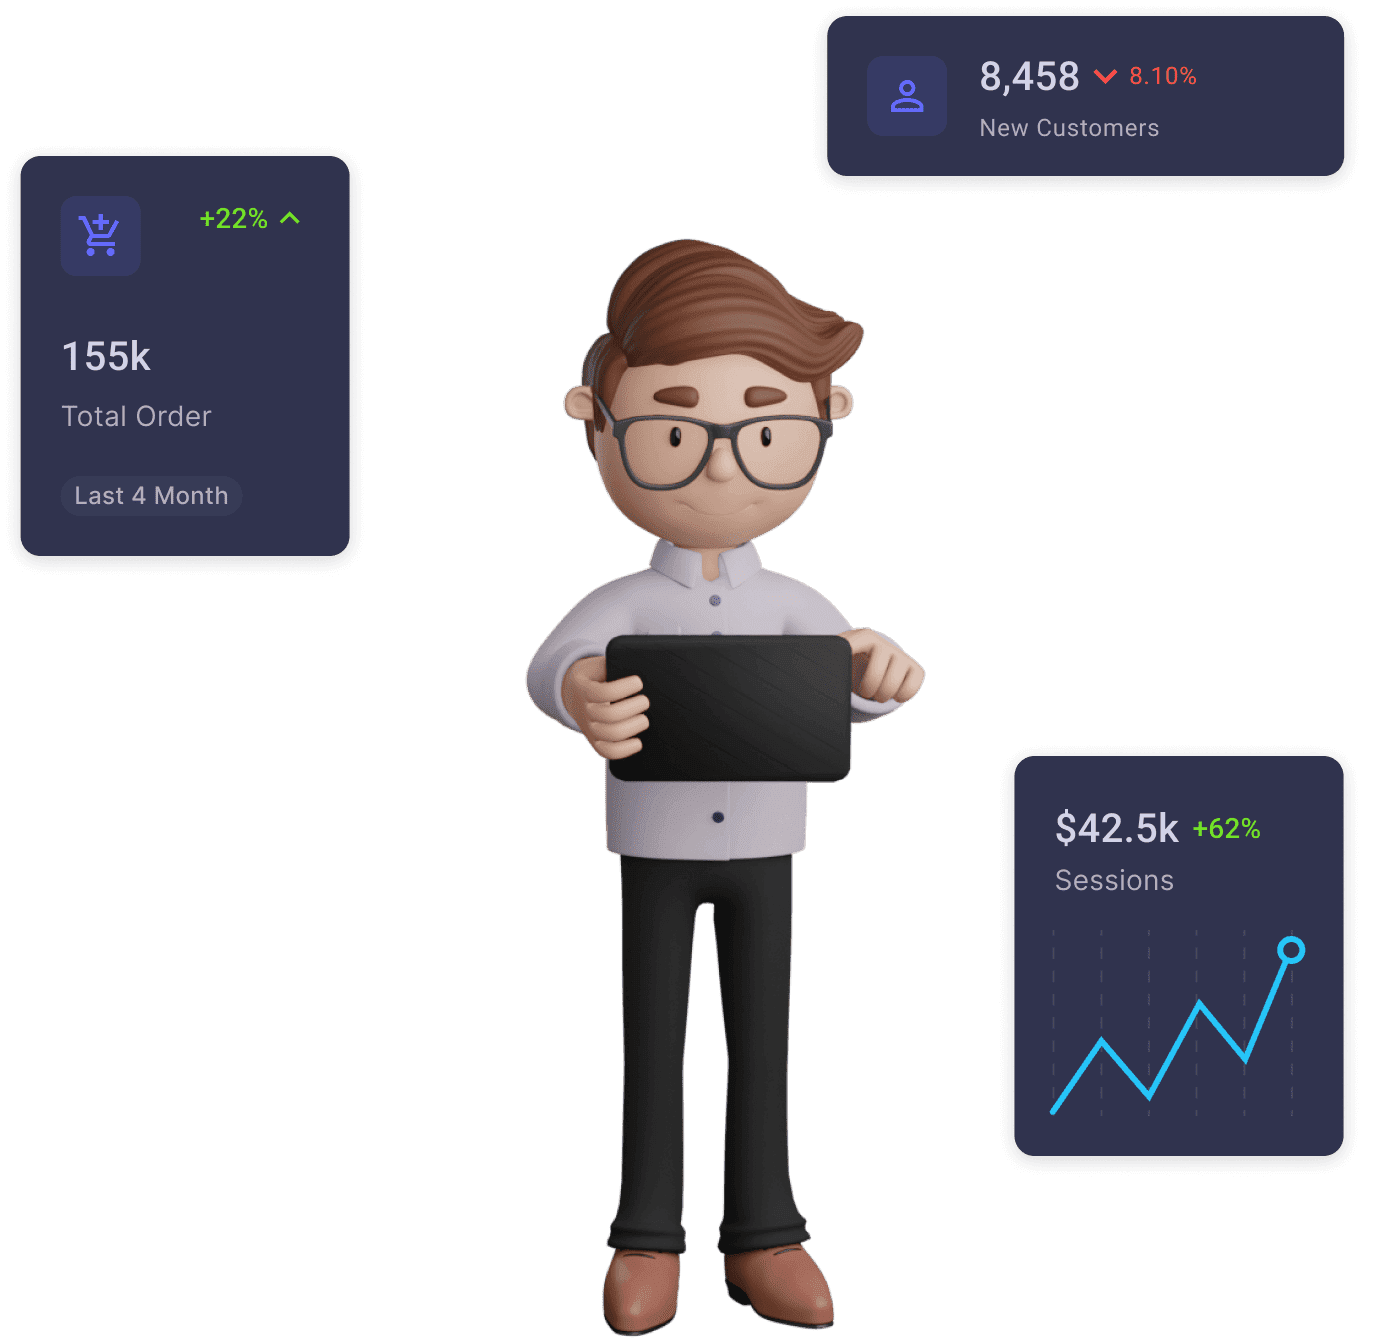 8,458 8.10%
New Customers
+22%
155k
Total Order
Last 4 Month
$42.5k +62%
Sessions